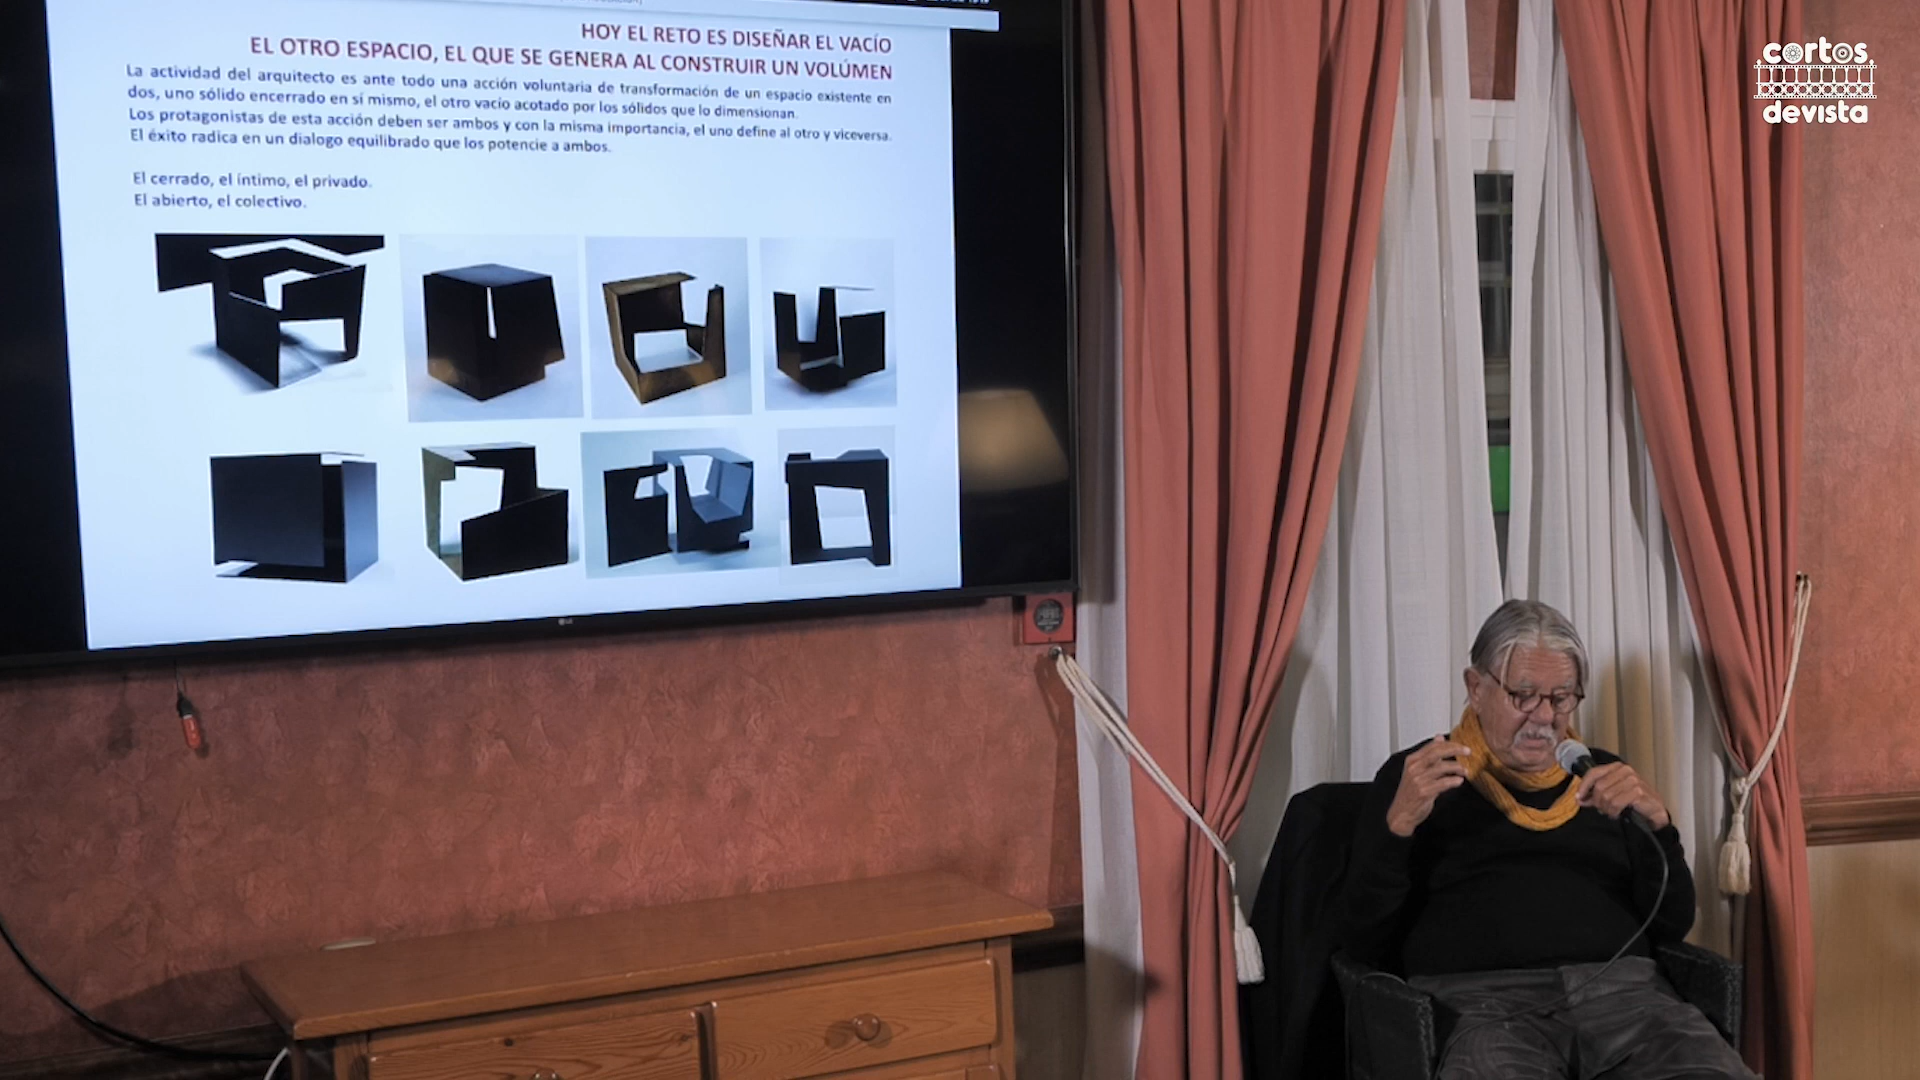 HOY EL RETO ES DISEÑAR EL VACÍO
EL OTRO ESPACIO, EL QUE SE GENERA AL CONSTRUIR UN VOLÚMEN
La actividad del arquitecto es ante todo una acción voluntaria de transformación de un espacio existente en
dos, uno sólido encerrado en sí mismo, el otro vacío acotado por los sólidos que lo dimensionan.
Los protagonistas de esta acción deben ser ambos y con la misma importancia, el uno define al otro y viceversa.
El éxito radica en un dialogo equilibrado que los potencie a ambos.
El cerrado, el íntimo, el privado.
El abierto, el colectivo.
LG
cortos
devista